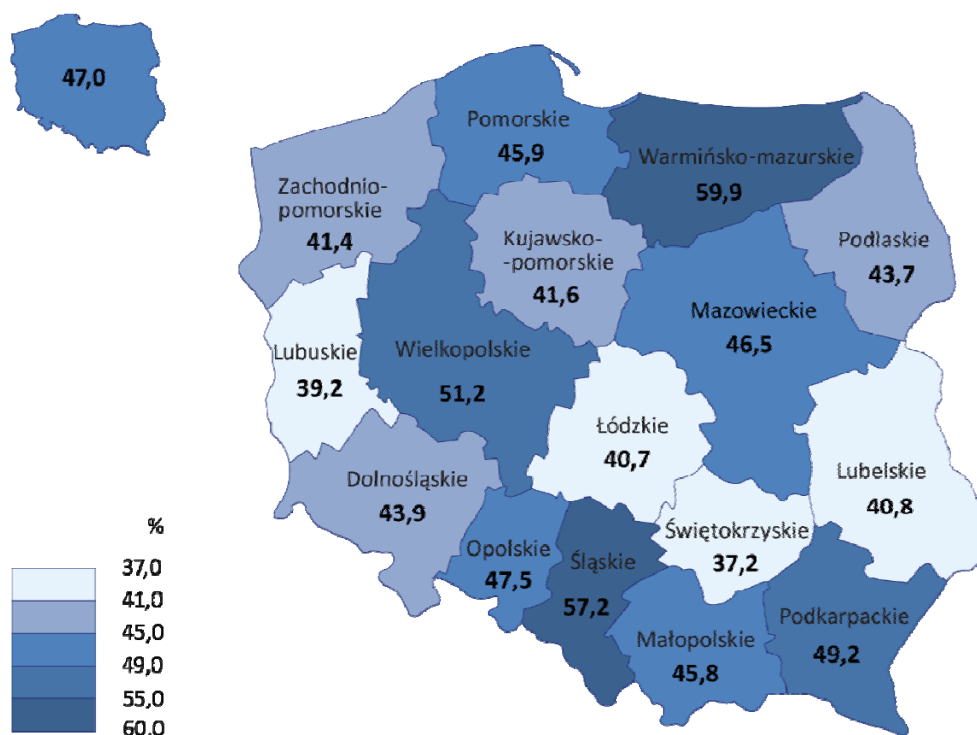 47,0
Pomorskie
45,9
Warmińsko-mazurskie
59,9
Zachodnio-
pomorskie
41,4
Kujawsko-
-pomorskie
41,6
Podlaskie
43,7
Mazowieckie
46,5
Lubuskie
39,2
Wielkopolskie
51,2
Łódzkie
40,7
Lubelskie
40,8
Dolnośląskie
43,9
Świętokrzyskie
37,2
Opolskie
47,5
Śląskie
57,2
Podkarpackie
49,2
Małopolskie
45,8
%
37,0
41,0
45,0
49,0
55,0
60,0